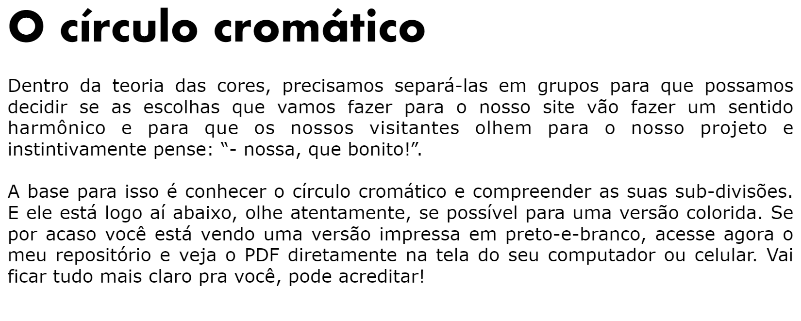 O círculo cromático
Dentro da teoria das cores, precisamos separá-las em grupos para que possamos
decidir se as escolhas que vamos fazer para o nosso site vão fazer um sentido
harmônico e para que os nossos visitantes olhem para o nosso projeto e
instintivamente pense: “- nossa, que bonito!”.
A base para isso é conhecer o círculo cromático e compreender as suas sub-divisões.
E ele está logo aí abaixo, olhe atentamente, se possível para uma versão colorida. Se
por acaso você está vendo uma versão impressa em preto-e-branco, acesse agora o
meu repositório e veja o PDF diretamente na tela do seu computador ou celular. Vai
ficar tudo mais claro pra você, pode acreditar!